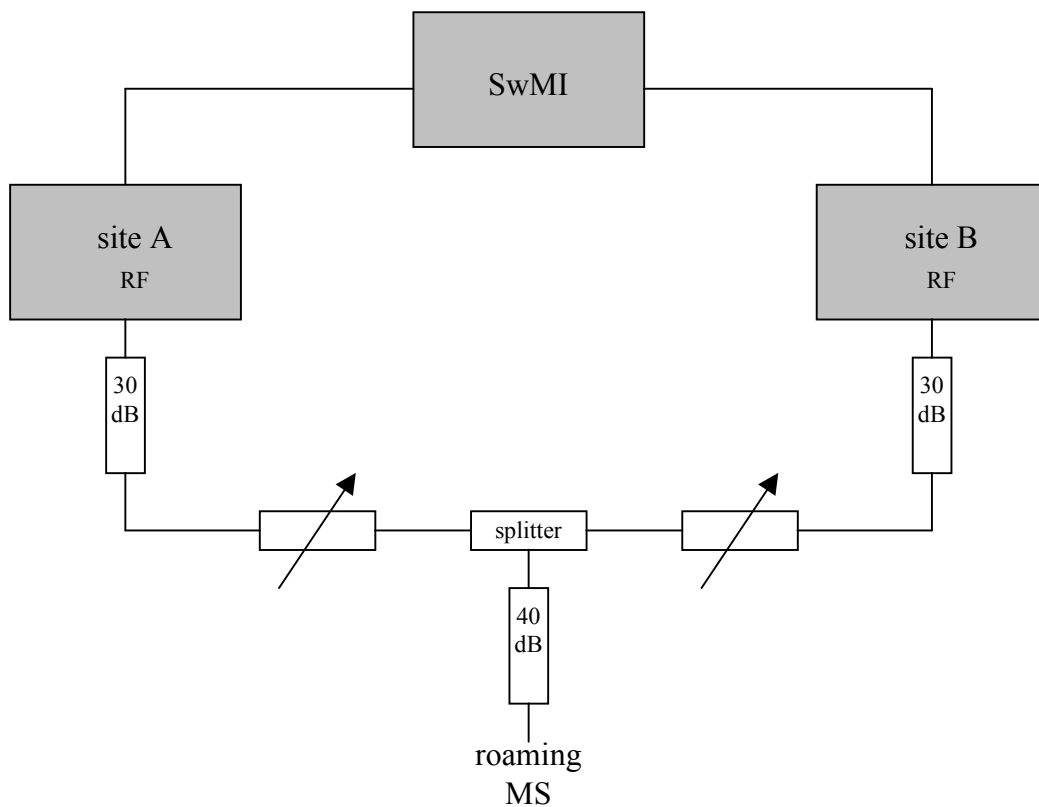 SwMI
site A
RF
site B
RF
30
dB
30
dB
splitter
40
dB
roaming
MS